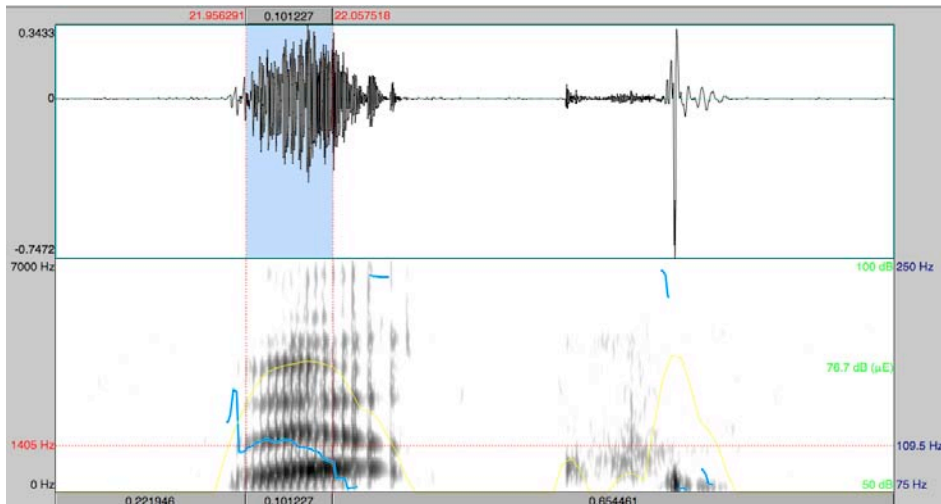 21.956291 0.101227 22.057518
0.3433
0
-0.7472
7000 Hz 100 dB 250 Hz
76.7 dB (µE)
1405 Hz 109.5 Hz
0 Hz 50 dB 75 Hz
0.221946 0.101227 0.654461